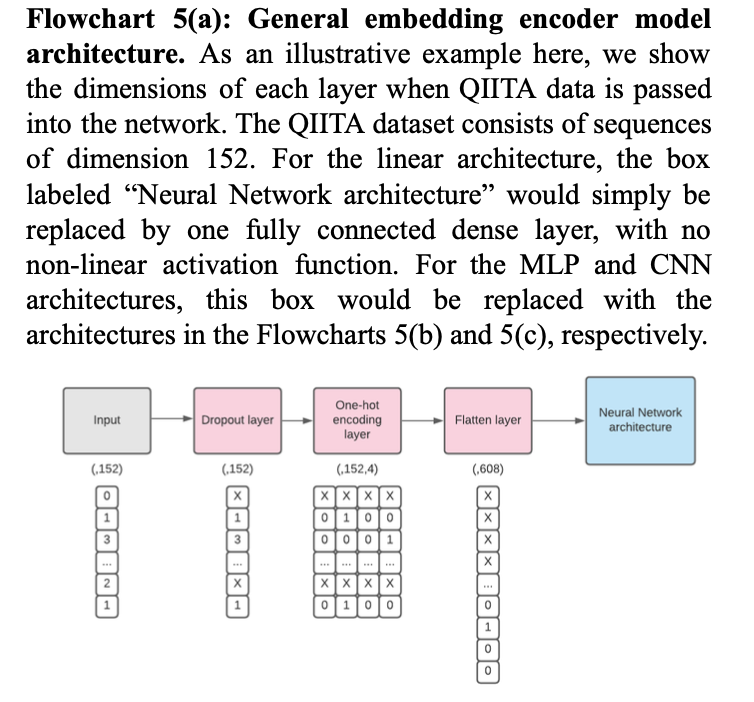 Flowchart 5(a): General embedding encoder model
architecture. As an illustrative example here, we show
the dimensions of each layer when QIITA data is passed
into the network. The QIITA dataset consists of sequences
of dimension 152. For the linear architecture, the box
labeled “Neural Network architecture” would simply be
replaced by one fully connected dense layer, with no
non-linear activation function. For the MLP and CNN
architectures, this box would be replaced with the
architectures in the Flowcharts 5(b) and 5(c), respectively.
Input
Dropout layer
One-hot
encoding
layer
Flatten layer
Neural Network
architecture
(,152)
(,152)
(,152,4)
(,608)
0
1
3
...
2
1
X
1
3
...
X
1
X X X X
0 1 0 0
0 0 0 1
... ... ... ...
X X X X
0 1 0 0
X
X
X
X
...
0
1
0
0